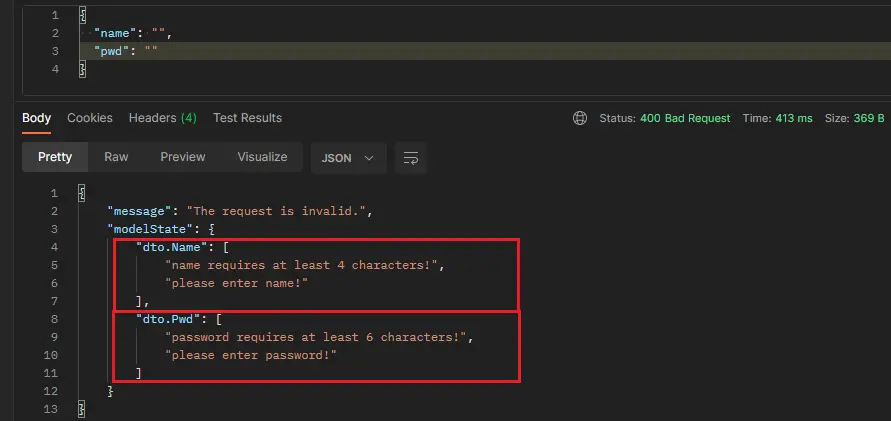 1 {
2 "name": "",
3 "pwd": ""
4 }
Body Cookies Headers (4) Test Results Status: 400 Bad Request Time: 413 ms Size: 369 B
Pretty Raw Preview Visualize JSON
1 {
2 "message": "The request is invalid.",
3 "modelState": {
4 "dto.Name": [
5 "name requires at least 4 characters!",
6 "please enter name!"
7 ],
8 "dto.Pwd": [
9 "password requires at least 6 characters!",
10 "please enter password!"
11 ]
12 }
13 }